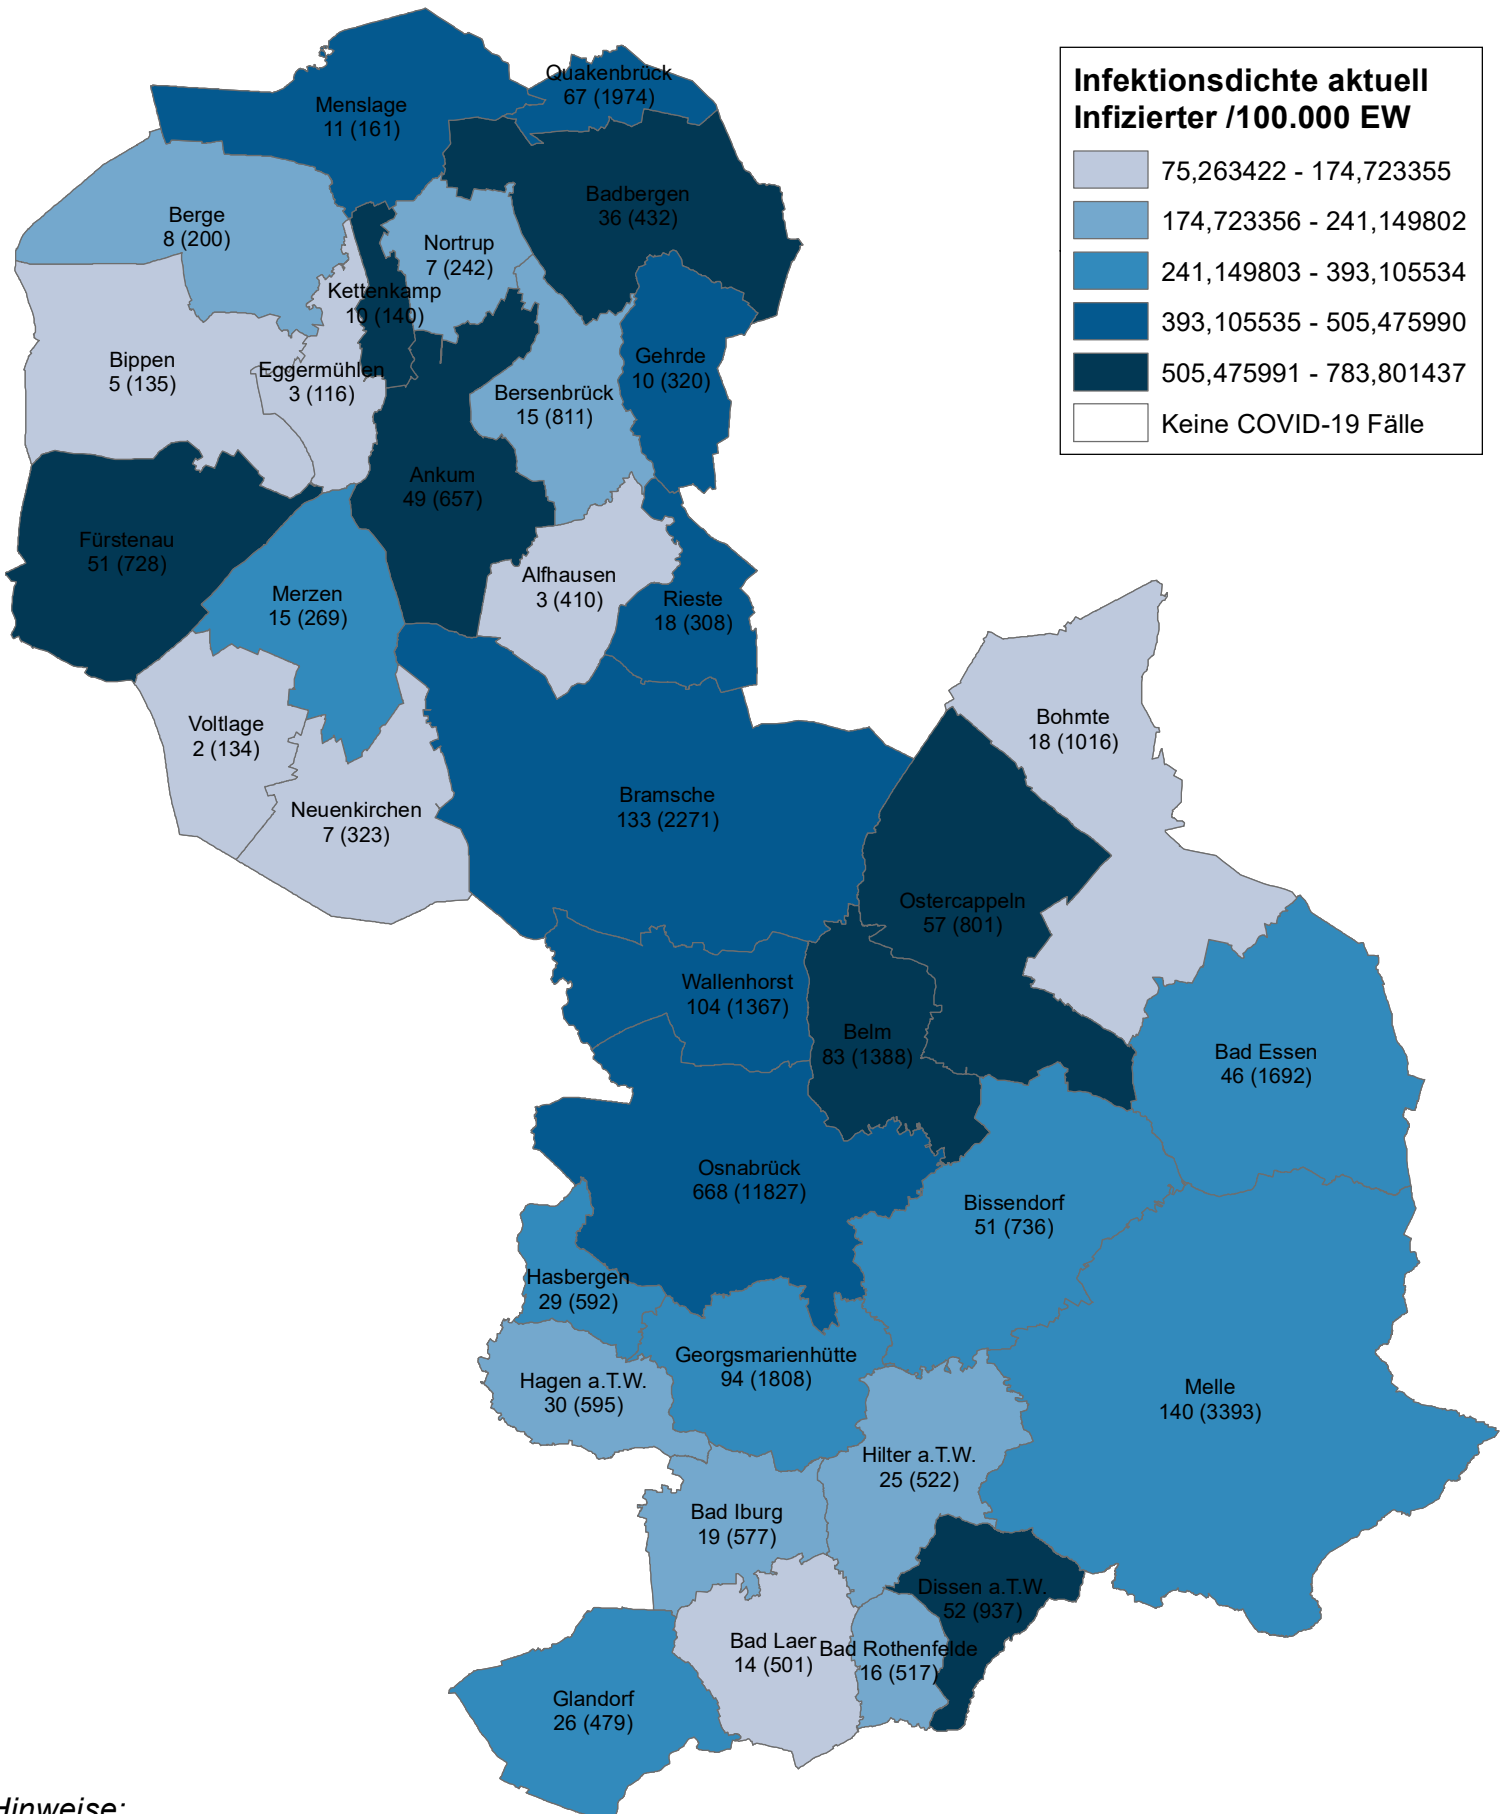 Infektionsdichte aktuell
Infizierter /100.000 EW
75,263422 - 174,723355
174,723356 - 241,149802
241,149803 - 393,105534
393,105535 - 505,475990
505,475991 - 783,801437
Keine COVID-19 Fälle
Quakenbrück
67 (1974)
Menslage
11 (161)
Badbergen
36 (432)
Berge
8 (200)
Nortrup
7 (242)
Kettenkamp
10 (140)
Bippen
5 (135)
Eggermühlen
3 (116)
Gehrde
10 (320)
Bersenbrück
15 (811)
Ankum
49 (657)
Fürstenau
51 (728)
Alfhausen
3 (410)
Merzen
15 (269)
Rieste
18 (308)
Voltlage
2 (134)
Bohmte
18 (1016)
Neuenkirchen
7 (323)
Bramsche
133 (2271)
Ostercappeln
57 (801)
Wallenhorst
104 (1367)
Belm
83 (1388)
Bad Essen
46 (1692)
Osnabrück
668 (11827)
Bissendorf
51 (736)
Hasbergen
29 (592)
Georgsmarienhütte
94 (1808)
Hagen a.T.W.
30 (595)
Melle
140 (3393)
Hilter a.T.W.
25 (522)
Bad Iburg
19 (577)
Dissen a.T.W.
52 (937)
Bad Laer
14 (501)
Bad Rothenfelde
16 (517)
Glandorf
26 (479)
Hinweise: